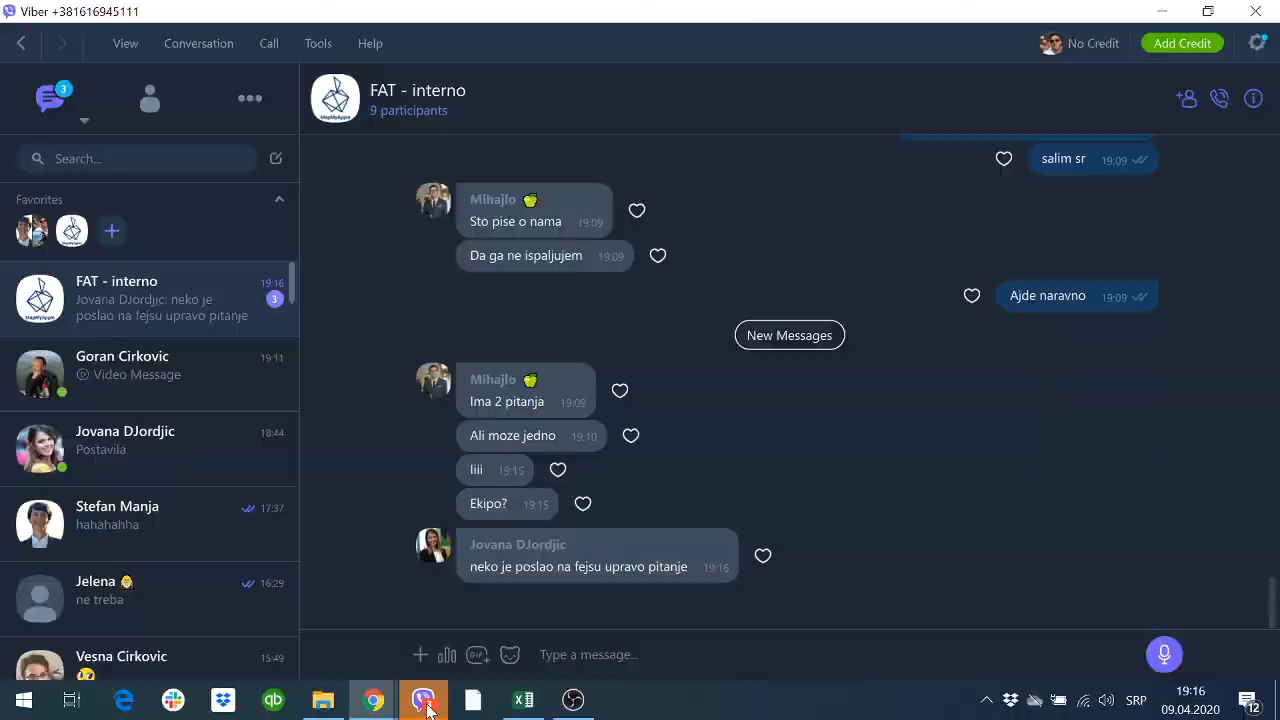 Viber +381616945111
View Conversation Call Tools Help
No Credit
Add Credit
3
Search...
Favorites
FAT - interno 19:16
Jovana DJordjic: neko je
poslao na fejsu upravo pitanje
3
Goran Cirkovic 19:11
Video Message
Jovana DJordjic 18:44
Postavila
Stefan Manja 17:37
hahahahha
Jelena 16:29
ne treba
Vesna Cirkovic 15:49
MapMyApple
FAT - interno
9 participants
salim sr 19:09
Mihajlo
Sto pise o nama 19:09
Da ga ne ispaljujem 19:09
Ajde naravno 19:09
New Messages
Mihajlo
Ima 2 pitanja 19:09
Ali moze jedno 19:10
Iiii 19:15
Ekipo? 19:15
Jovana DJordjic
neko je poslao na fejsu upravo pitanje 19:16
GIF
Type a message...
SRP
19:16
09.04.2020
12